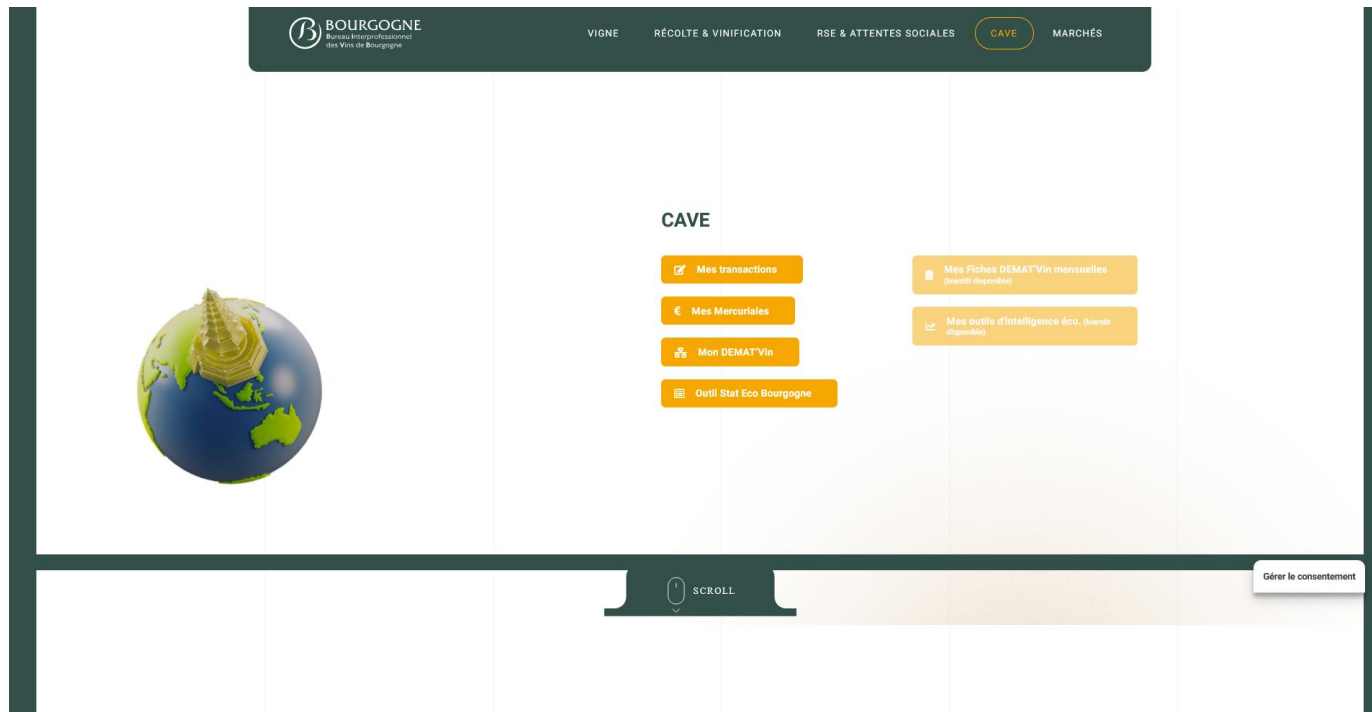 BOURGOGNE
Bureau Interprofessionnel
des Vins de Bourgogne
VIGNE
RÉCOLTE & VINIFICATION
RSE & ATTENTES SOCIALES
CAVE
MARCHÉS
CAVE
Mes transactions
Mes Mercuriales
Mon DEMAT'Vin
Outil Stat Eco Bourgogne
Mes Fiches DEMAT'Vin mensuelles
(bientôt disponible)
Mes outils d'Intelligence éco. (bientôt
disponible)
SCROLL
Gérer le consentement